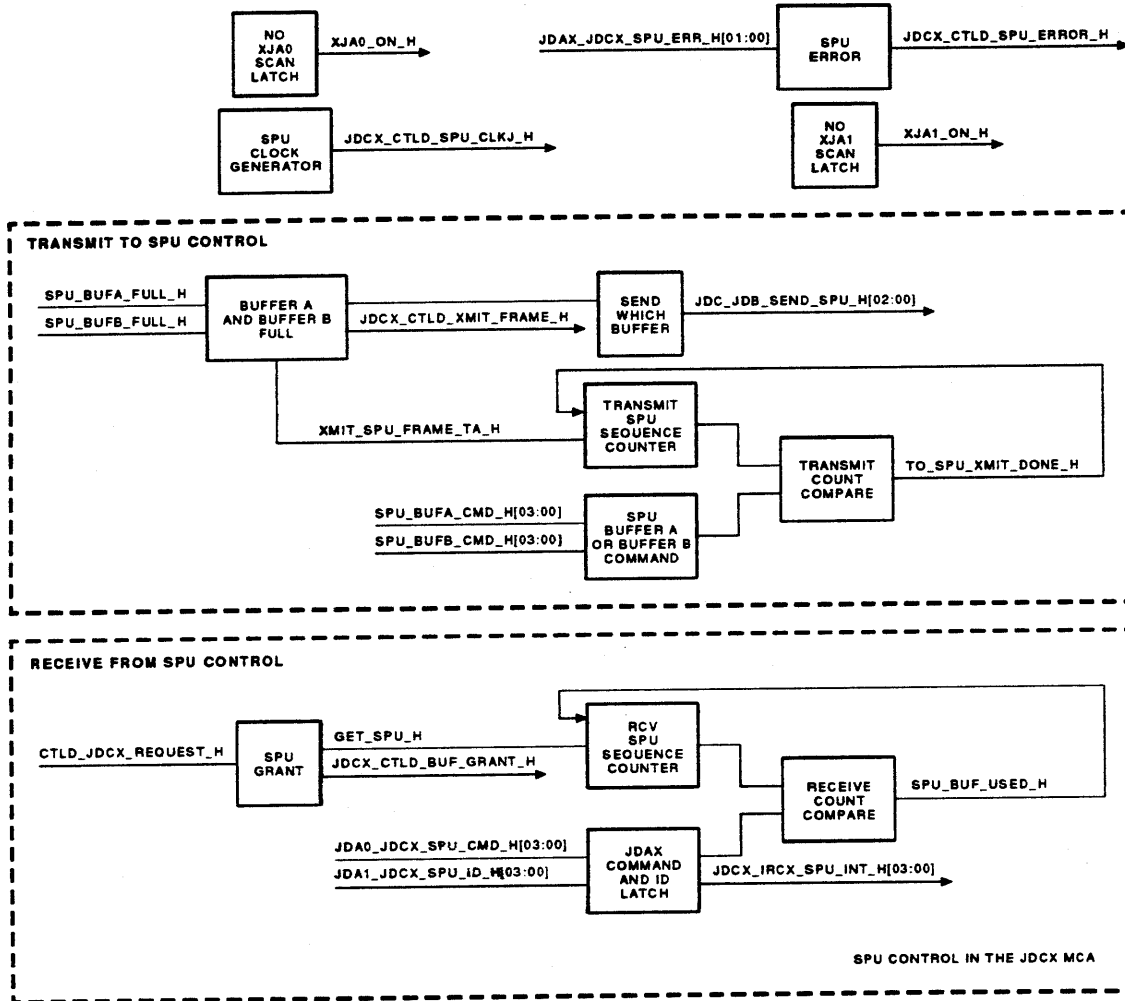 NO
XJA0
SCAN
LATCH
XJA0_ON_H
JDAX_JDCX_SPU_ERR_H[01:00]
SPU
ERROR
JDCX_CTLD_SPU_ERROR_H
SPU
CLOCK
GENERATOR
JDCX_CTLD_SPU_CLKJ_H
NO
XJA1
SCAN
LATCH
XJA1_ON_H
TRANSMIT TO SPU CONTROL
SPU_BUFA_FULL_H
SPU_BUFB_FULL_H
BUFFER A
AND BUFFER B
FULL
JDCX_CTLD_XMIT_FRAME_H
SEND
WHICH
BUFFER
JDC_JDB_SEND_SPU_H[02:00]
XMIT_SPU_FRAME_TA_H
TRANSMIT
SPU
SEQUENCE
COUNTER
TRANSMIT
COUNT
COMPARE
TO_SPU_XMIT_DONE_H
SPU_BUFA_CMD_H[03:00]
SPU_BUFB_CMD_H[03:00]
SPU
BUFFER A
OR BUFFER B
COMMAND
RECEIVE FROM SPU CONTROL
CTLD_JDCX_REQUEST_H
SPU
GRANT
GET_SPU_H
JDCX_CTLD_BUF_GRANT_H
RCV
SPU
SEQUENCE
COUNTER
RECEIVE
COUNT
COMPARE
SPU_BUF_USED_H
JDA0_JDCX_SPU_CMD_H[03:00]
JDA1_JDCX_SPU_ID_H[03:00]
JDAX
COMMAND
AND ID
LATCH
JDCX_IRCX_SPU_INT_H[03:00]
SPU CONTROL IN THE JDCX MCA